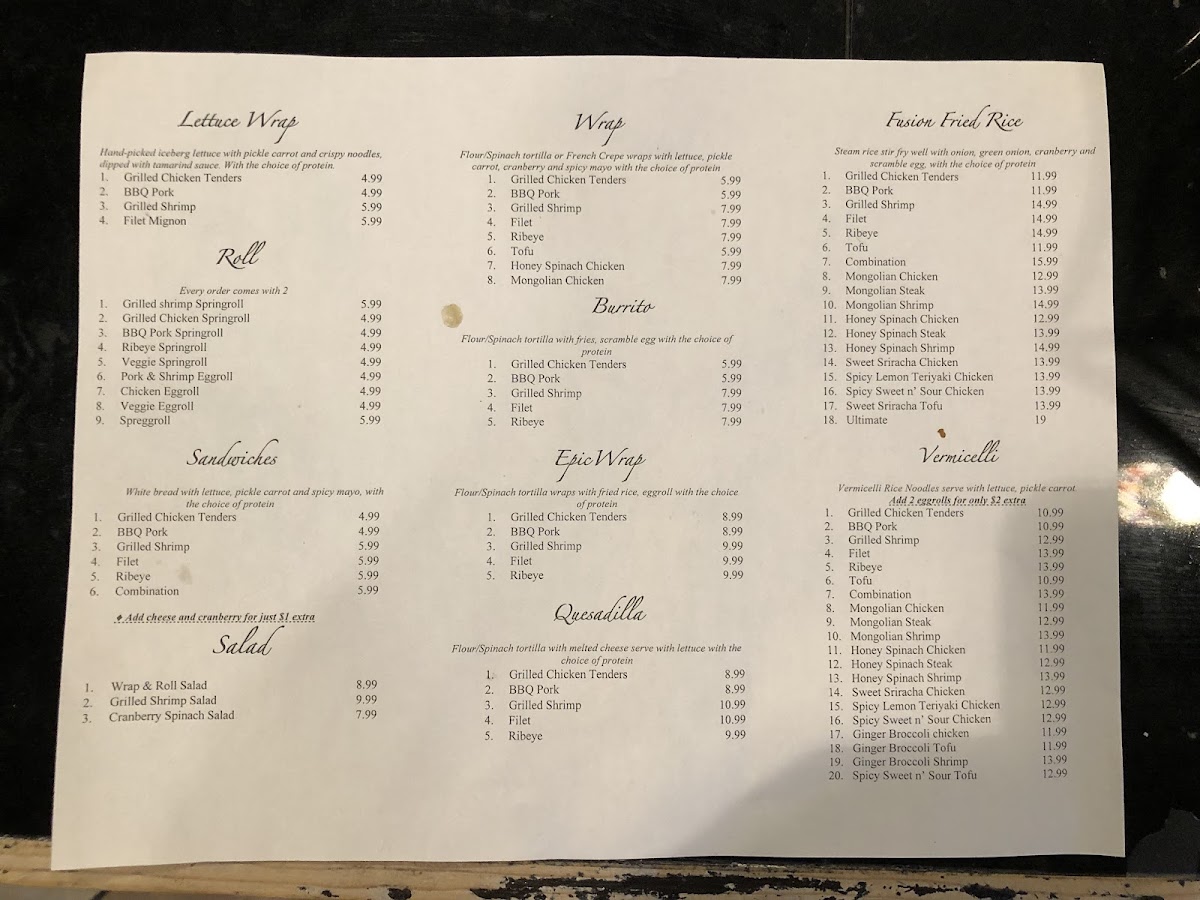 Lettuce Wrap
Hand-picked iceberg lettuce with pickle carrot and crispy noodles,
dipped with tamarind sauce. With the choice of protein.
1. Grilled Chicken Tenders 4.99
2. BBQ Pork 4.99
3. Grilled Shrimp 5.99
4. Filet Mignon 5.99
Roll
Every order comes with 2
1. Grilled shrimp Springroll 5.99
2. Grilled Chicken Springroll 4.99
3. BBQ Pork Springroll 4.99
4. Ribeye Springroll 4.99
5. Veggie Springroll 4.99
6. Pork & Shrimp Eggroll 4.99
7. Chicken Eggroll 4.99
8. Veggie Eggroll 4.99
9. Spreggroll 5.99
Sandwiches
White bread with lettuce, pickle carrot and spicy mayo, with
the choice of protein
1. Grilled Chicken Tenders 4.99
2. BBQ Pork 4.99
3. Grilled Shrimp 5.99
4. Filet 5.99
5. Ribeye 5.99
6. Combination 5.99
♦ Add cheese and cranberry for just $1 extra
Salad
1. Wrap & Roll Salad 8.99
2. Grilled Shrimp Salad 9.99
3. Cranberry Spinach Salad 7.99
Wrap
Flour/Spinach tortilla or French Crepe wraps with lettuce, pickle
carrot, cranberry and spicy mayo with the choice of protein
1. Grilled Chicken Tenders 5.99
2. BBQ Pork 5.99
3. Grilled Shrimp 7.99
4. Filet 7.99
5. Ribeye 7.99
6. Tofu 5.99
7. Honey Spinach Chicken 7.99
8. Mongolian Chicken 7.99
Burrito
Flour/Spinach tortilla with fries, scramble egg with the choice of
protein
1. Grilled Chicken Tenders 5.99
2. BBQ Pork 5.99
3. Grilled Shrimp 7.99
4. Filet 7.99
5. Ribeye 7.99
Epic Wrap
Flour/Spinach tortilla wraps with fried rice, eggroll with the choice
of protein
1. Grilled Chicken Tenders 8.99
2. BBQ Pork 8.99
3. Grilled Shrimp 9.99
4. Filet 9.99
5. Ribeye 9.99
Quesadilla
Flour/Spinach tortilla with melted cheese serve with lettuce with the
choice of protein
1. Grilled Chicken Tenders 8.99
2. BBQ Pork 8.99
3. Grilled Shrimp 10.99
4. Filet 10.99
5. Ribeye 9.99
Fusion Fried Rice
Steam rice stir fry well with onion, green onion, cranberry and
scramble egg, with the choice of protein
1. Grilled Chicken Tenders 11.99
2. BBQ Pork 11.99
3. Grilled Shrimp 14.99
4. Filet 14.99
5. Ribeye 14.99
6. Tofu 11.99
7. Combination 15.99
8. Mongolian Chicken 12.99
9. Mongolian Steak 13.99
10. Mongolian Shrimp 14.99
11. Honey Spinach Chicken 12.99
12. Honey Spinach Steak 13.99
13. Honey Spinach Shrimp 14.99
14. Sweet Sriracha Chicken 13.99
15. Spicy Lemon Teriyaki Chicken 13.99
16. Spicy Sweet n' Sour Chicken 13.99
17. Sweet Sriracha Tofu 13.99
18. Ultimate 19
Vermicelli
Vermicelli Rice Noodles serve with lettuce, pickle carrot
Add 2 eggrolls for only $2 extra
1. Grilled Chicken Tenders 10.99
2. BBQ Pork 10.99
3. Grilled Shrimp 12.99
4. Filet 13.99
5. Ribeye 13.99
6. Tofu 10.99
7. Combination 13.99
8. Mongolian Chicken 11.99
9. Mongolian Steak 12.99
10. Mongolian Shrimp 13.99
11. Honey Spinach Chicken 11.99
12. Honey Spinach Steak 12.99
13. Honey Spinach Shrimp 13.99
14. Sweet Sriracha Chicken 12.99
15. Spicy Lemon Teriyaki Chicken 12.99
16. Spicy Sweet n' Sour Chicken 12.99
17. Ginger Broccoli chicken 11.99
18. Ginger Broccoli Tofu 11.99
19. Ginger Broccoli Shrimp 13.99
20. Spicy Sweet n' Sour Tofu 12.99